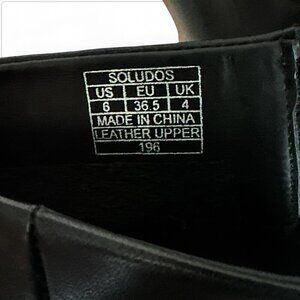 SOLUDOS
US EU UK
6 36.5 4
MADE IN CHINA
LEATHER UPPER
196